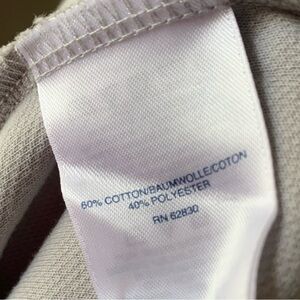 60% COTTON/BAUMWOLLE/COTON
40% POLYESTER
RN 62830